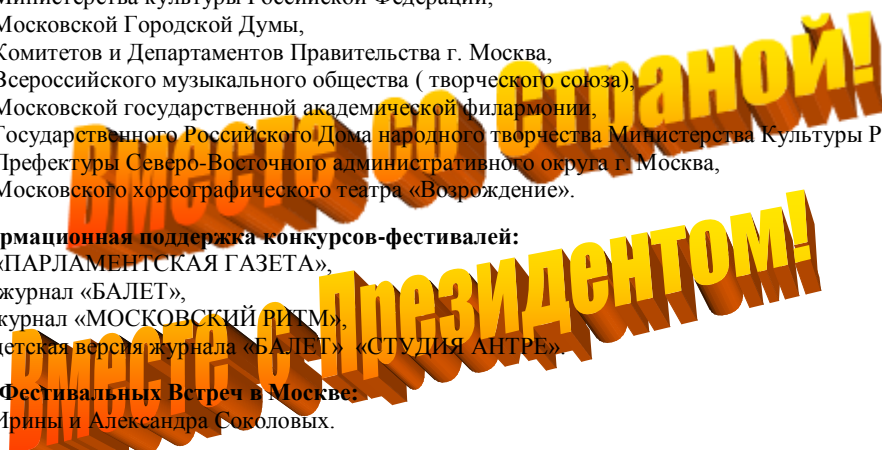 Министерства культуры Российской Федерации,
Московской Городской Думы,
Комитетов и Департаментов Правительства г. Москва,
Всероссийского музыкального общества ( творческого союза),
Московской государственной академической филармонии,
Государственного Российского Дома народного творчества Министерства Культуры Р
Префектуры Северо-Восточного административного округа г. Москва,
Московского хореографического театра «Возрождение».
Вместе со Страной!
рмационная поддержка конкурсов-фестивалей:
«ПАРЛАМЕНТСКАЯ ГАЗЕТА»,
журнал «БАЛЕТ»,
журнал «МОСКОВСКИЙ РИТМ»,
детская версия журнала «БАЛЕТ» «СТУДИЯ АНТРЕ».
Вместе с Президентом!
Фестивальных Встреч в Москве:
Ирины и Александра Соколовых.